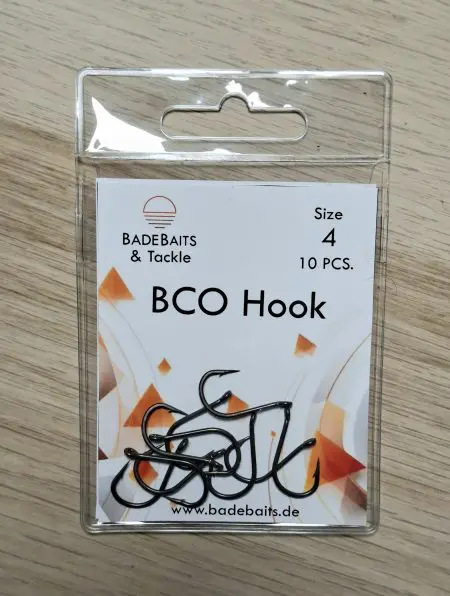 BADEBAITS
& Tackle
Size
4
10 PCS.
BCO Hook
www.badebaits.de